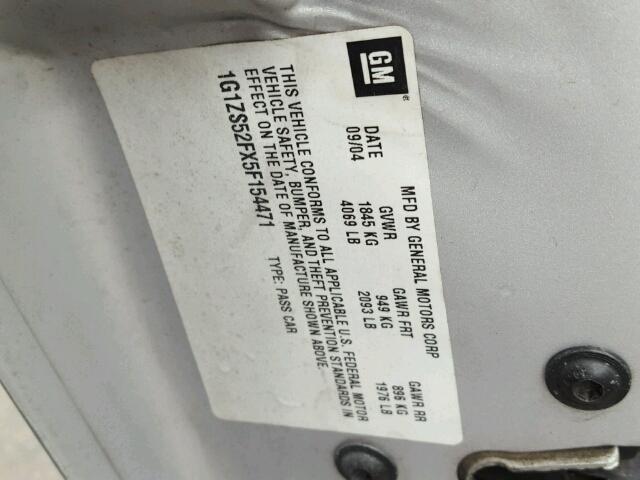 GM
®
MFD BY GENERAL MOTORS CORP
DATE GVWR GAWR FRT GAWR RR
09/04 1845 KG 949 KG 896 KG
4069 LB 2093 LB 1976 LB
THIS VEHICLE CONFORMS TO ALL APPLICABLE U.S. FEDERAL MOTOR
VEHICLE SAFETY, BUMPER, AND THEFT PREVENTION STANDARDS IN
EFFECT ON THE DATE OF MANUFACTURE SHOWN ABOVE.
1G1ZS52FX5F154471 TYPE: PASS CAR